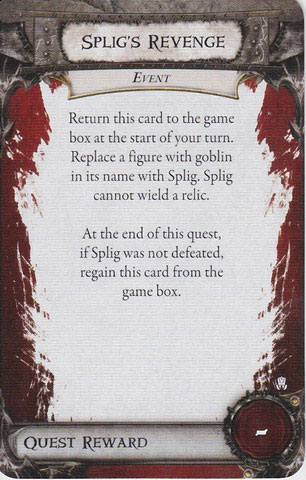 Splig's Revenge
Event
Return this card to the game
box at the start of your turn.
Replace a figure with goblin
in its name with Splig. Splig
cannot wield a relic.
At the end of this quest,
if Splig was not defeated,
regain this card from the
game box.
Quest Reward
-